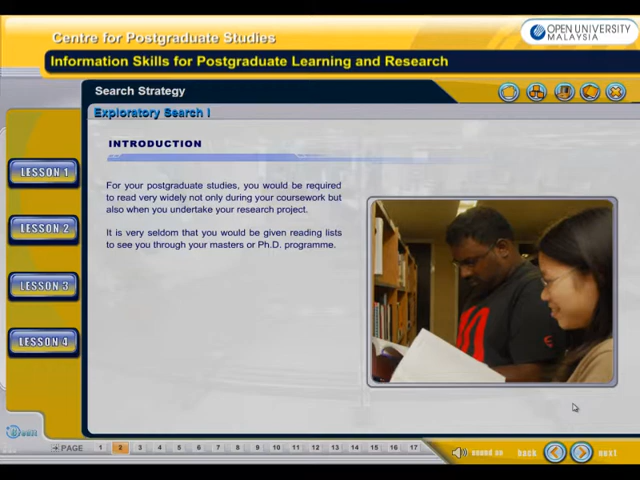 Centre for Postgraduate Studies
OPEN UNIVERSITY
MALAYSIA
Information Skills for Postgraduate Learning and Research
Search Strategy
Exploratory Search I
INTRODUCTION
For your postgraduate studies, you would be required
to read very widely not only during your coursework but
also when you undertake your research project.
It is very seldom that you would be given reading lists
to see you through your masters or Ph.D. programme.
LESSON 1
LESSON 2
LESSON 3
LESSON 4
PAGE 1 2 3 4 5 6 7 8 9 10 11 12 13 14 15 16 17
sound on
back
next